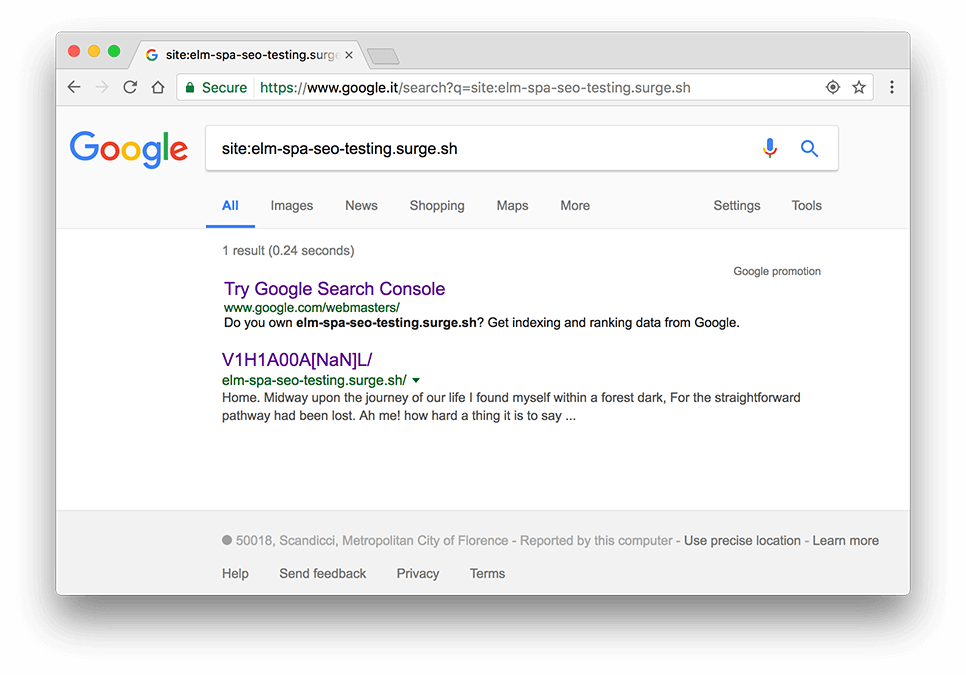 site:elm-spa-seo-testing.surge
Secure https://www.google.it/search?q=site:elm-spa-seo-testing.surge.sh
Google
site:elm-spa-seo-testing.surge.sh
All Images News Shopping Maps More Settings Tools
1 result (0.24 seconds)
Google promotion
Try Google Search Console
www.google.com/webmasters/
Do you own elm-spa-seo-testing.surge.sh? Get indexing and ranking data from Google.
V1H1A00A[NaN]L/
elm-spa-seo-testing.surge.sh/
Home. Midway upon the journey of our life I found myself within a forest dark, For the straightforward
pathway had been lost. Ah me! how hard a thing it is to say ...
50018, Scandicci, Metropolitan City of Florence - Reported by this computer - Use precise location - Learn more
Help Send feedback Privacy Terms